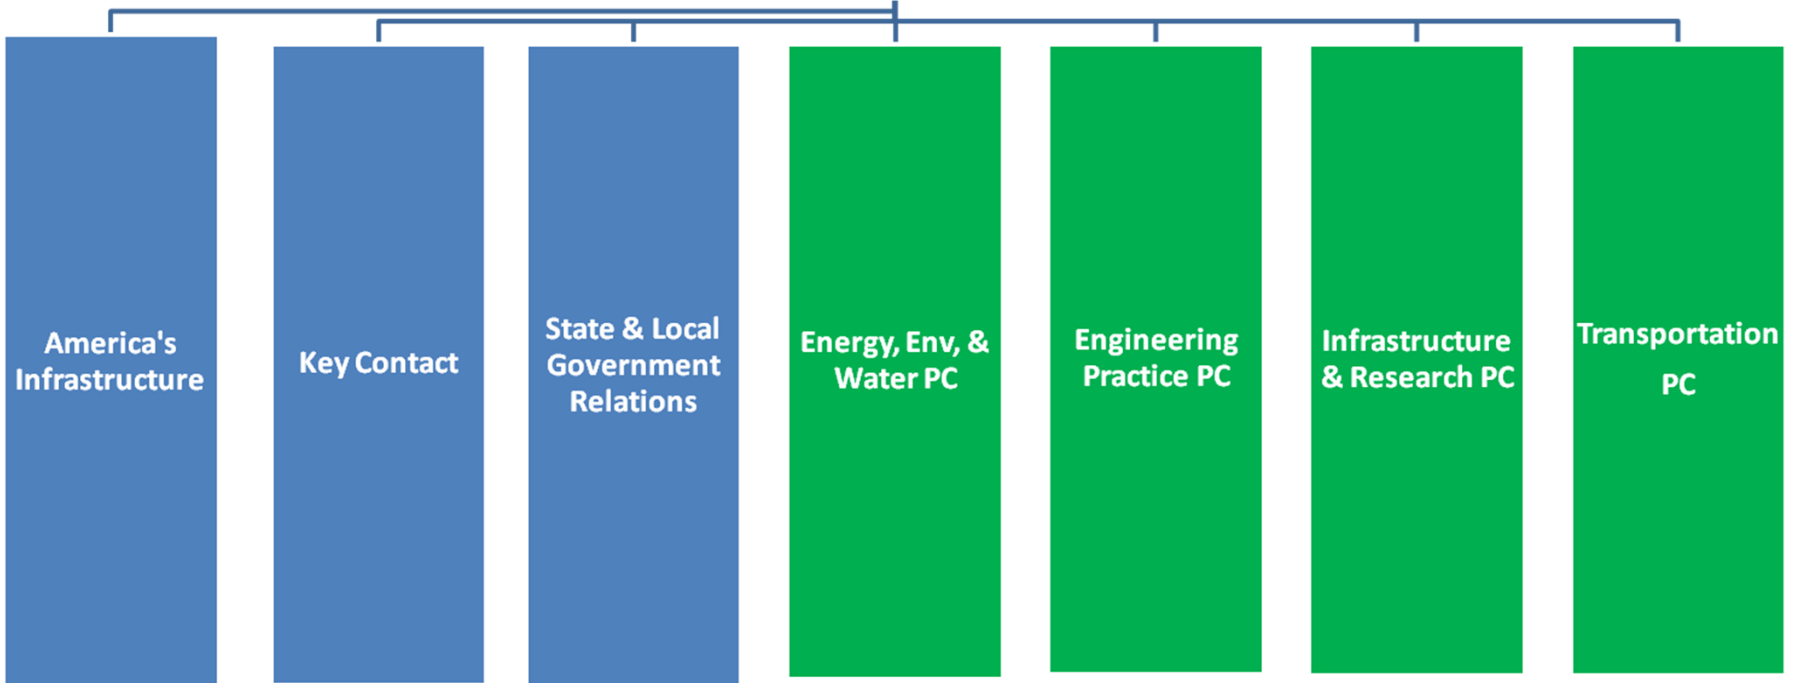 America's
Infrastructure
Key Contact
State & Local
Government
Relations
Energy, Env, &
Water PC
Engineering
Practice PC
Infrastructure
& Research PC
Transportation
PC